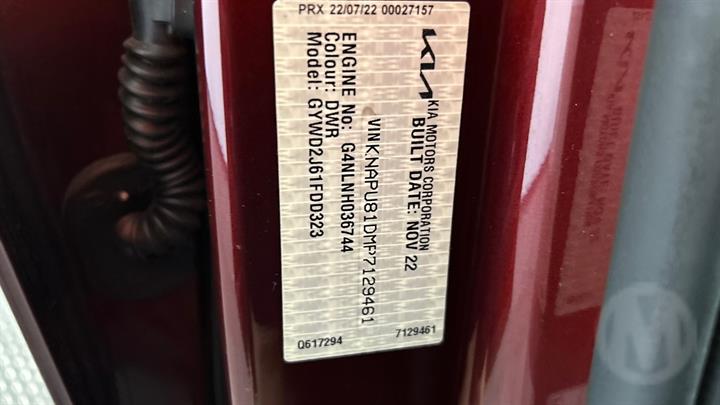 PRX 22/07/22 00027157
KIA
KIA MOTORS CORPORATION
BUILT DATE: NOV 22
VIN:KNAPU81DMP7129461
ENGINE No: G4NLNH036744
Colour: DWR
Model: GYWD2J61FDD323
Q617294
7129461
M